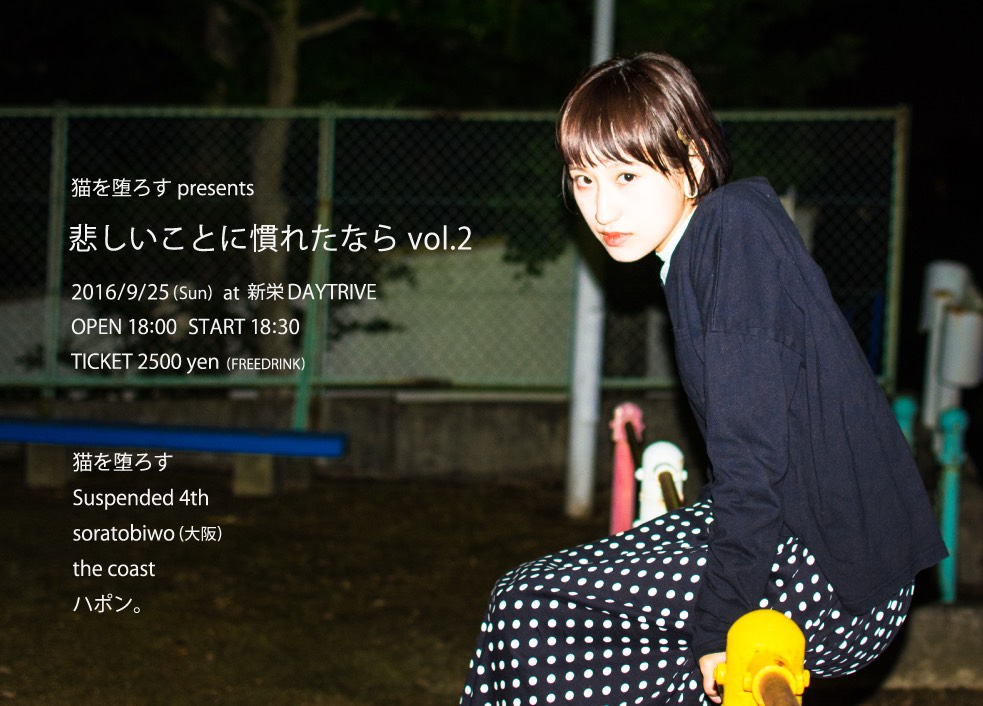 猫を堕ろす presents
悲しいことに慣れたなら vol.2
2016/9/25(Sun) at 新栄DAYTRIVE
OPEN 18:00 START 18:30
TICKET 2500 yen (FREEDRINK)
猫を堕ろす
Suspended 4th
soratobiwo(大阪)
the coast
ハポン。